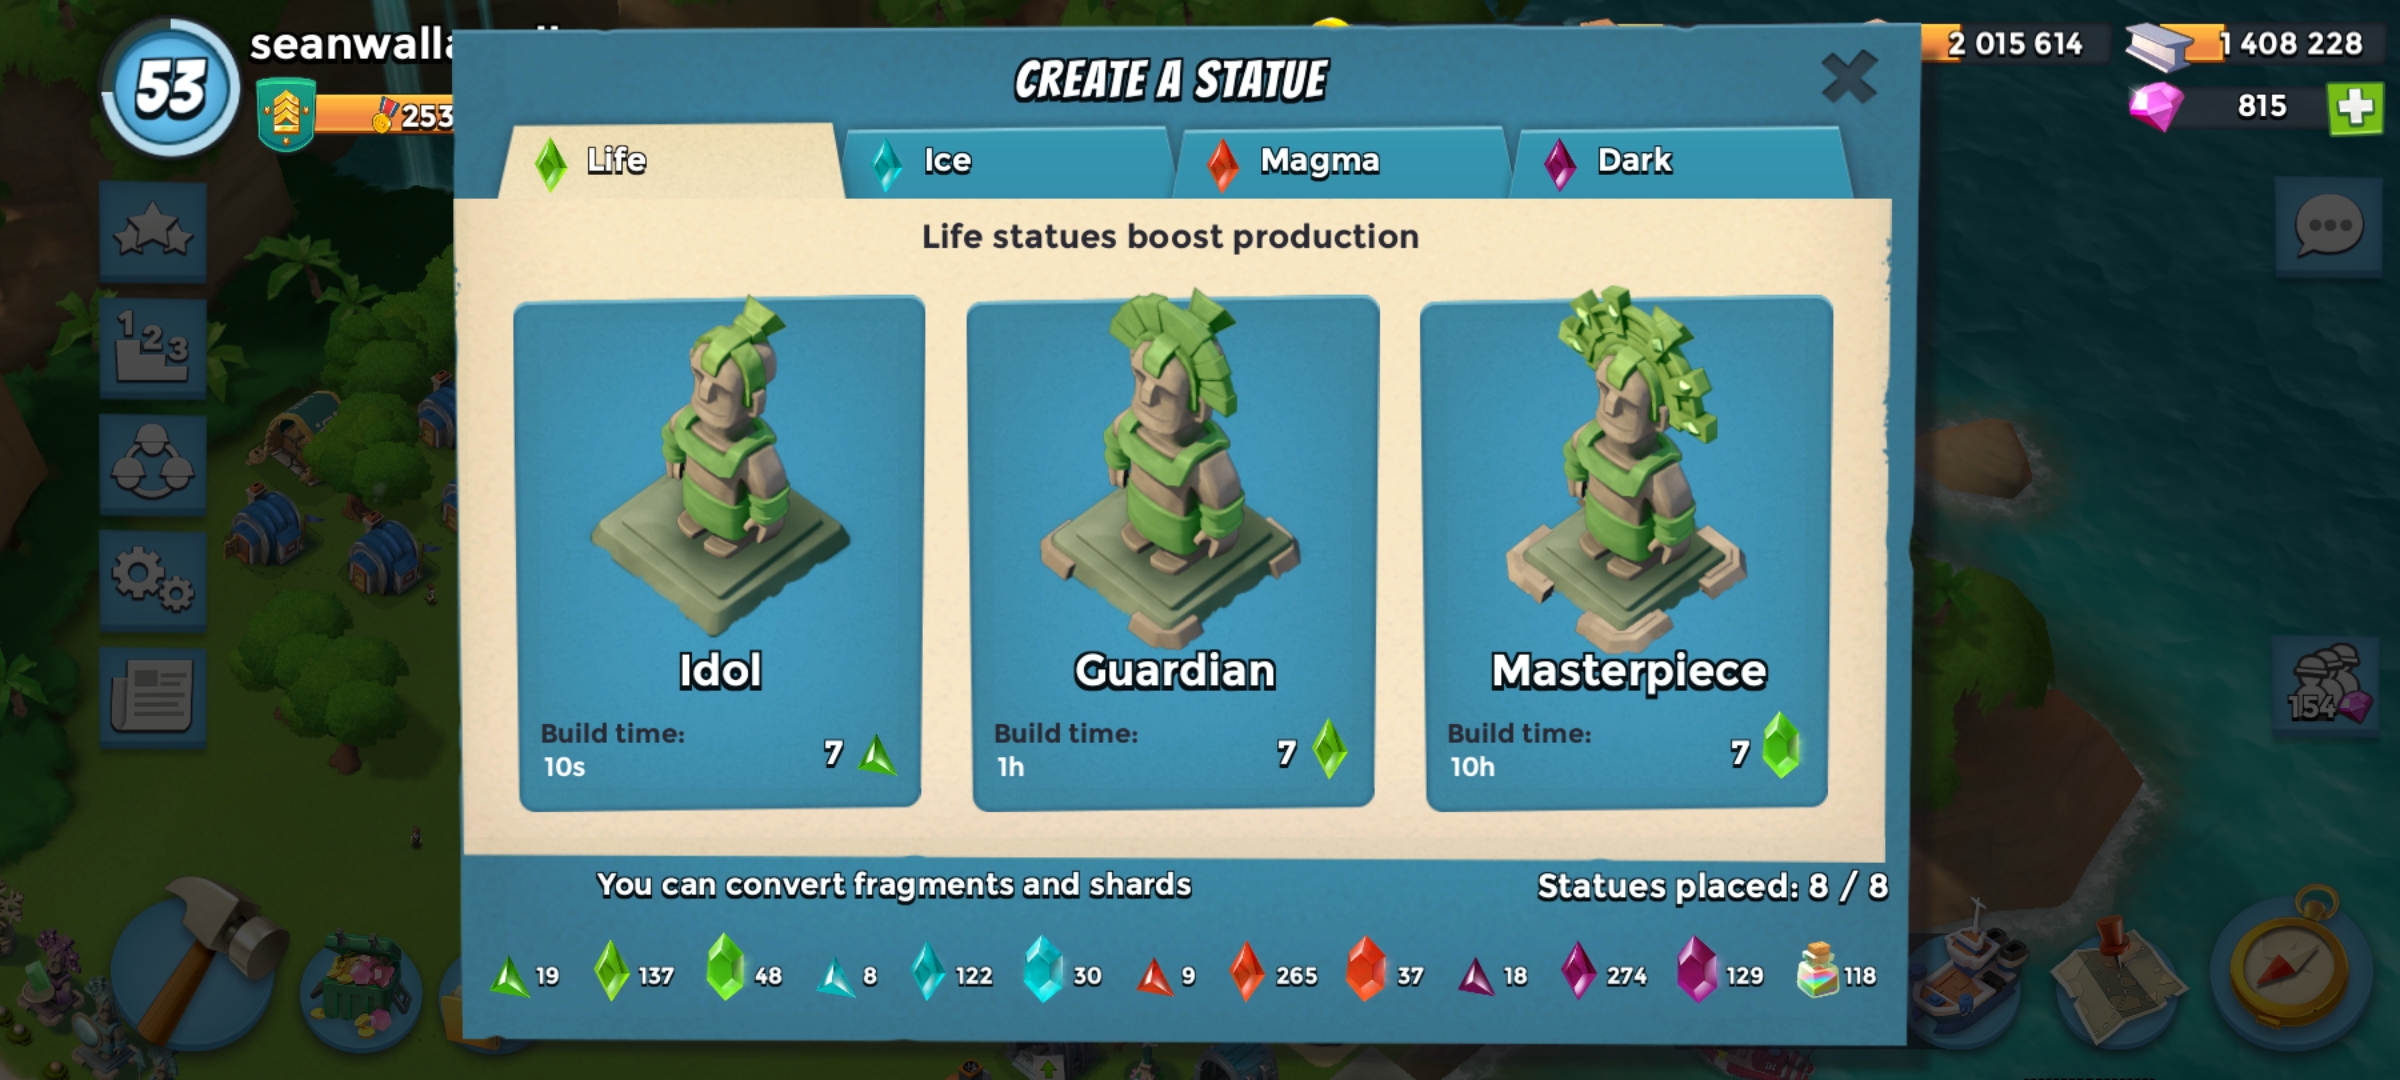 53
253
2 015 614
1 408 228
815
CREATE A STATUE
Life
Ice
Magma
Dark
Life statues boost production
1 2 3
Idol
Build time:
10s
7
Guardian
Build time:
1h
7
Masterpiece
Build time:
10h
7
154
You can convert fragments and shards
Statues placed: 8 / 8
19 137 48 8 122 30 9 265 37 18 274 129 118